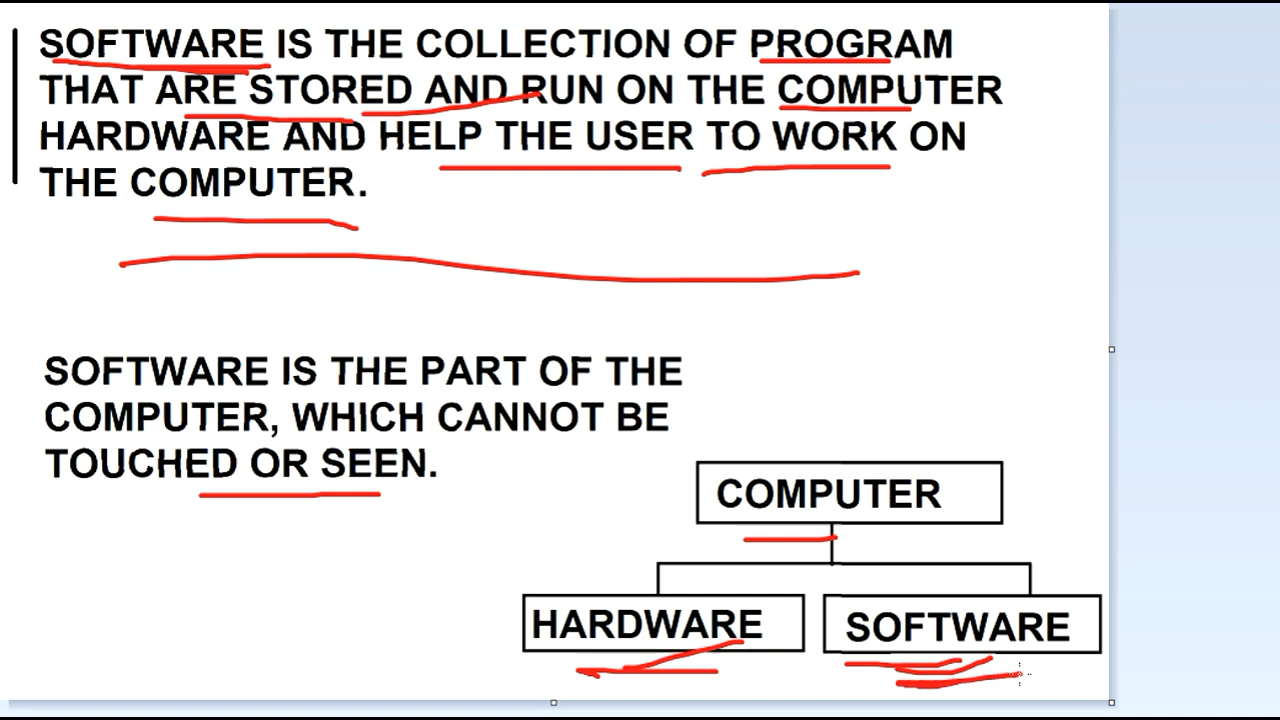 SOFTWARE IS THE COLLECTION OF PROGRAM
THAT ARE STORED AND RUN ON THE COMPUTER
HARDWARE AND HELP THE USER TO WORK ON
THE COMPUTER.
SOFTWARE IS THE PART OF THE
COMPUTER, WHICH CANNOT BE
TOUCHED OR SEEN.
COMPUTER
HARDWARE
SOFTWARE